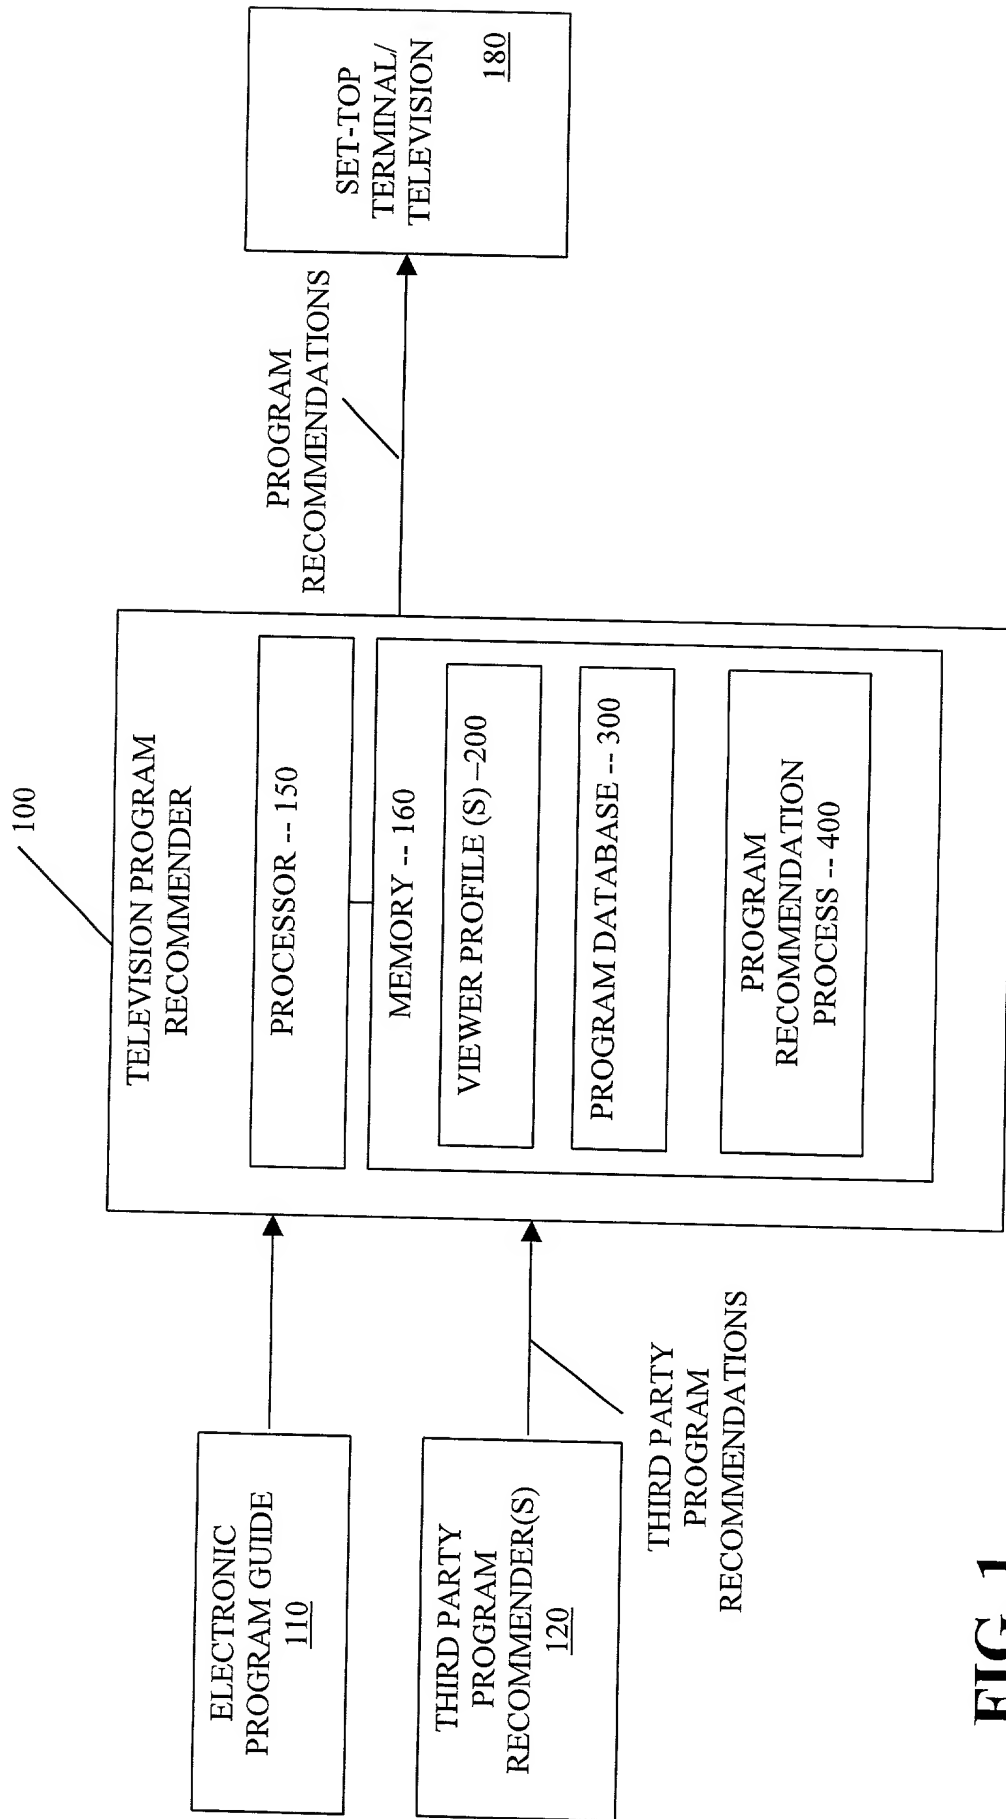 100
TELEVISION PROGRAM
RECOMMENDER
PROCESSOR -- 150
MEMORY -- 160
VIEWER PROFILE (S) –200
PROGRAM DATABASE -- 300
PROGRAM
RECOMMENDATION
PROCESS -- 400
ELECTRONIC
PROGRAM GUIDE
110
THIRD PARTY
PROGRAM
RECOMMENDER(S)
120
THIRD PARTY
PROGRAM
RECOMMENDATIONS
PROGRAM
RECOMMENDATIONS
SET-TOP
TERMINAL/
TELEVISION
180
FIG. 1